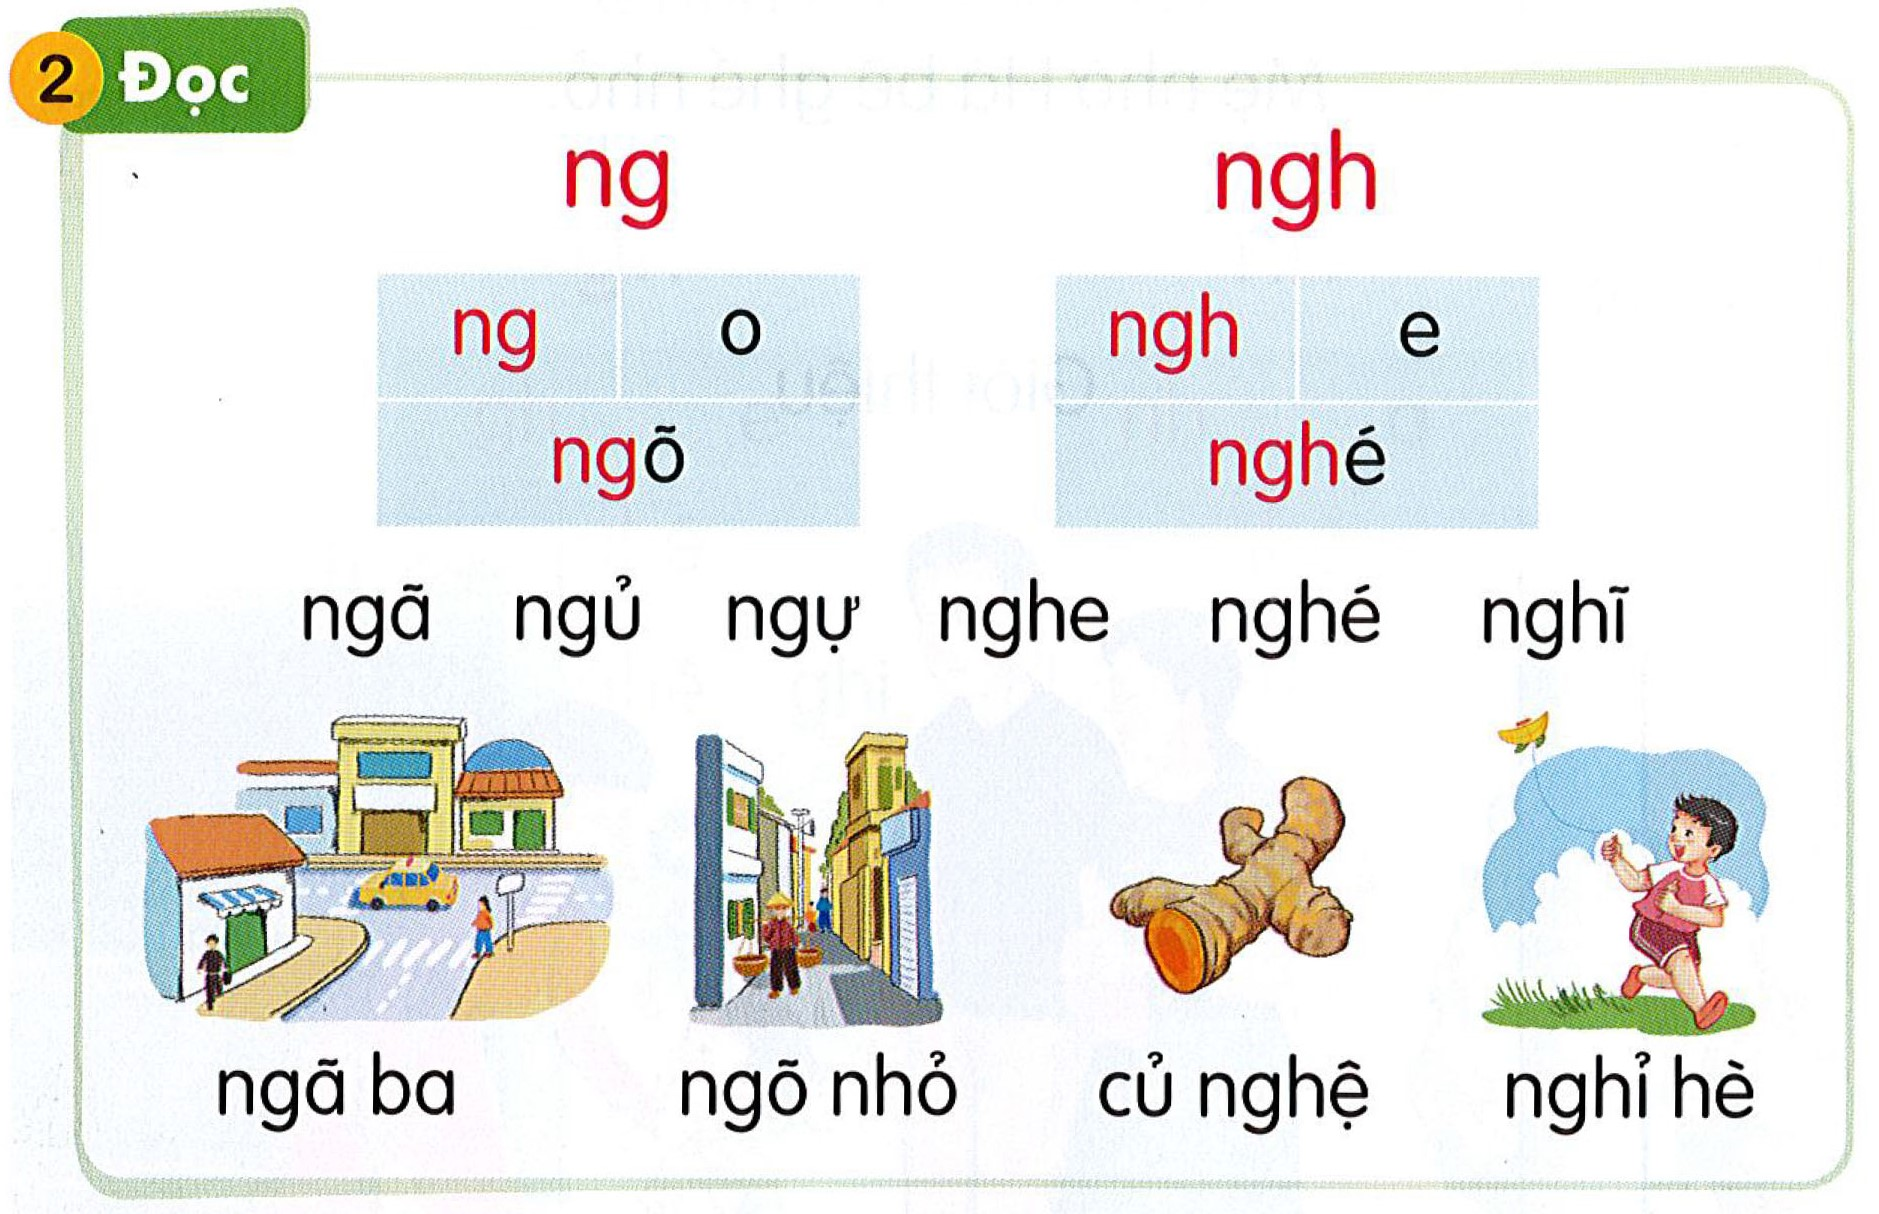 2 Đọc
ng ngh
ng o ngh e
ngõ nghé
ngã ngủ ngự nghe nghé nghĩ
ngã ba ngõ nhỏ củ nghệ nghỉ hè